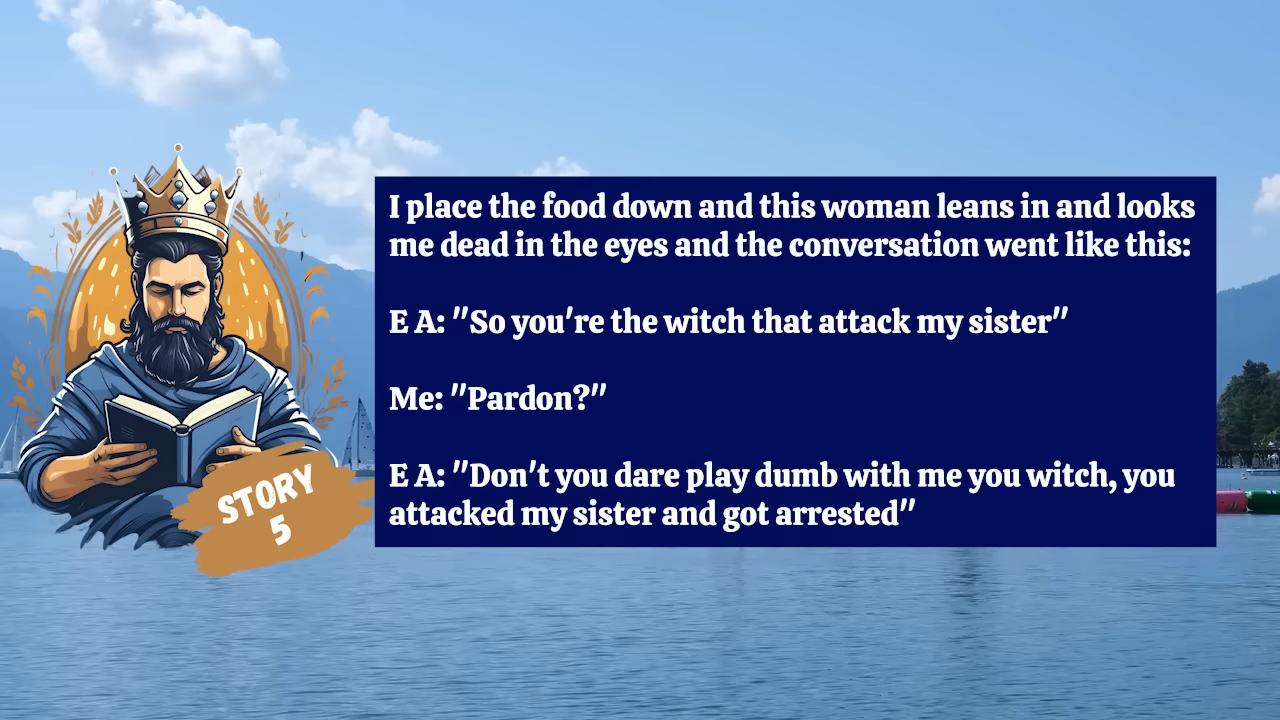 I place the food down and this woman leans in and looks
me dead in the eyes and the conversation went like this:
E A: "So you're the witch that attack my sister"
Me: "Pardon?"
E A: "Don't you dare play dumb with me you witch, you
attacked my sister and got arrested"
STORY
5